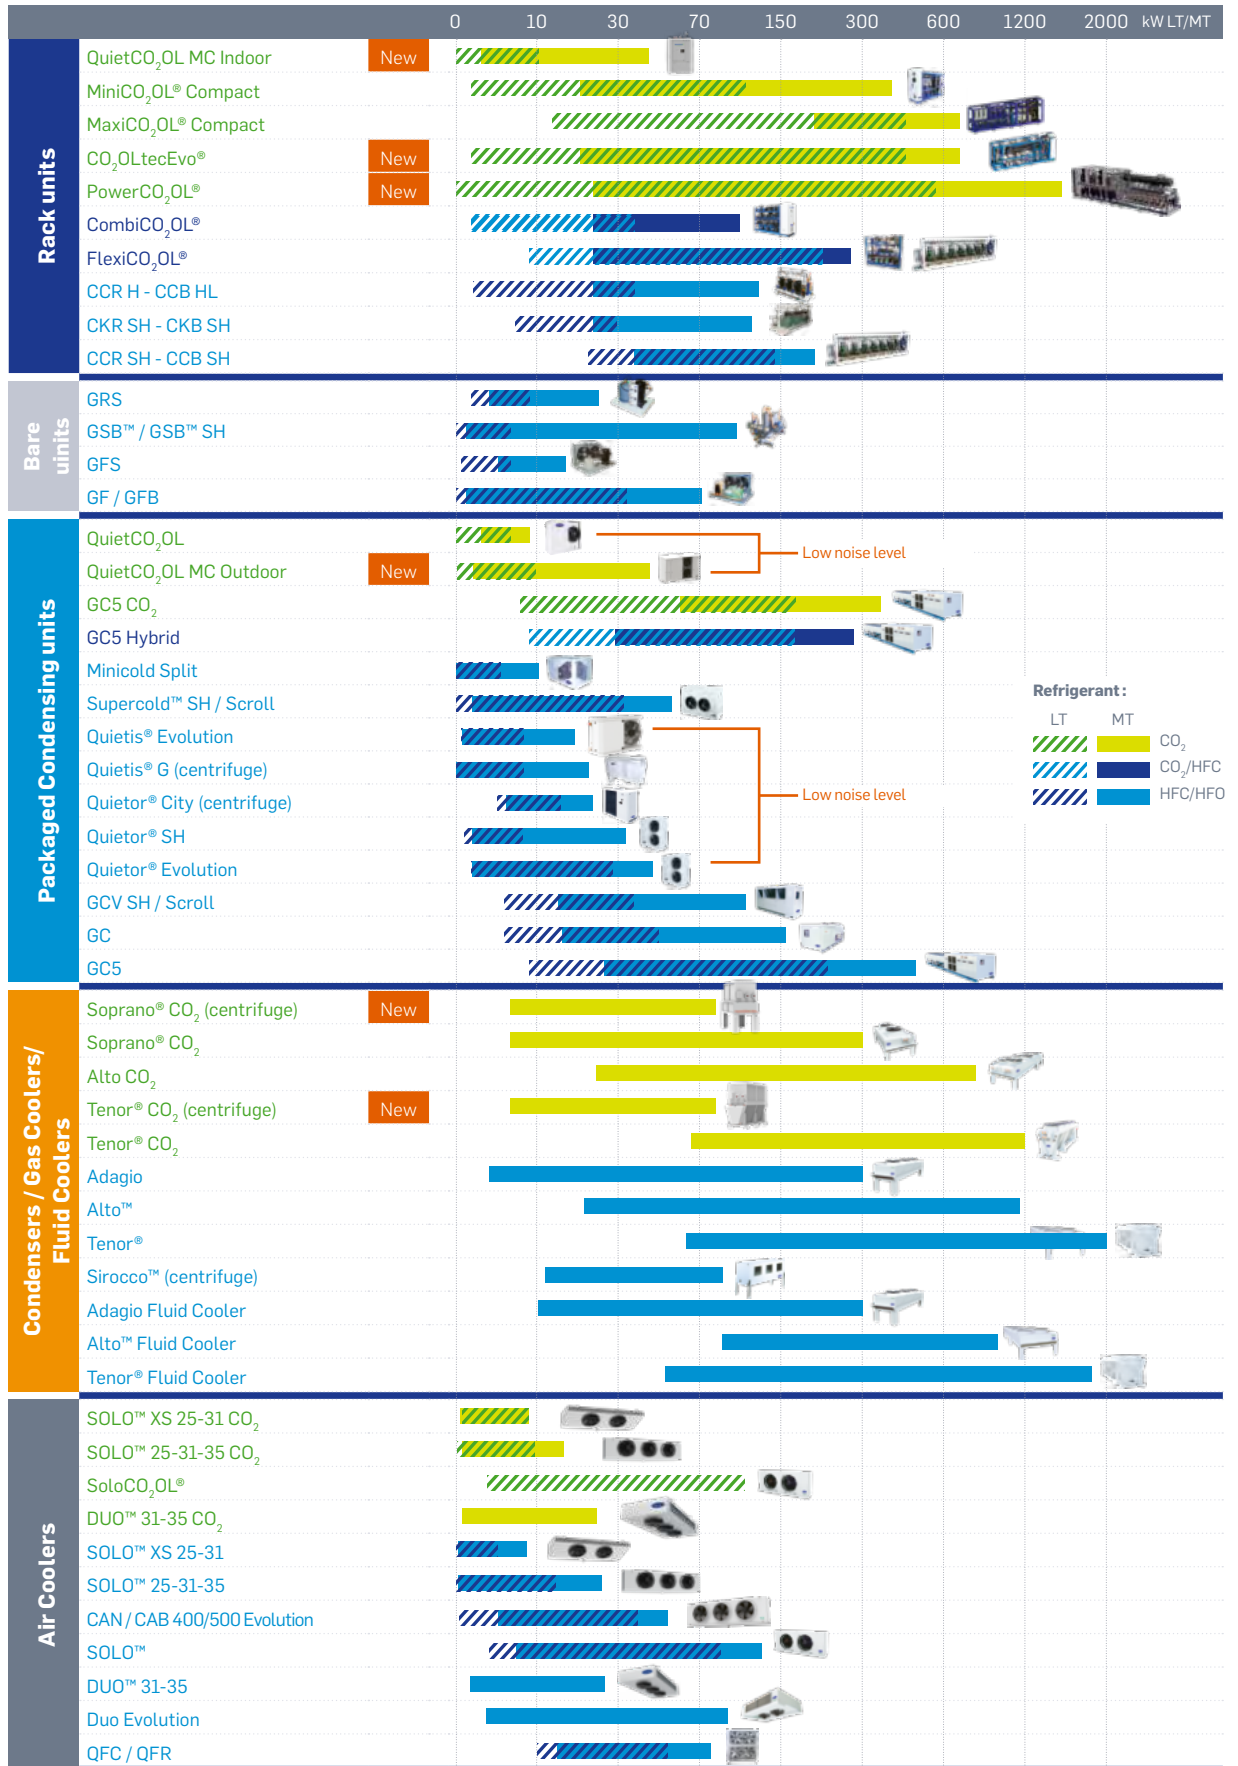 0 10 30 70 150 300 600 1200 2000 kW LT/MT
Rack units
QuietCO₂OL MC Indoor New
MiniCO₂OL® Compact
MaxiCO₂OL® Compact
CO₂OLtecEvo® New
PowerCO₂OL® New
CombiCO₂OL®
FlexiCO₂OL®
CCR H - CCB HL
CKR SH - CKB SH
CCR SH - CCB SH
Bare
uinits
GRS
GSB™ / GSB™ SH
GFS
GF / GFB
Packaged Condensing units
QuietCO₂OL
Low noise level
QuietCO₂OL MC Outdoor New
GC5 CO₂
GC5 Hybrid
Minicold Split
Supercold™ SH / Scroll
Quietis® Evolution
Quietis® G (centrifuge)
Quietor® City (centrifuge)
Low noise level
Quietor® SH
Quietor® Evolution
GCV SH / Scroll
GC
GC5
Refrigerant :
LT MT
CO₂
CO₂/HFC
HFC/HFO
Condensers / Gas Coolers/
Fluid Coolers
Soprano® CO₂ (centrifuge) New
Soprano® CO₂
Alto CO₂
Tenor® CO₂ (centrifuge) New
Tenor® CO₂
Adagio
Alto™
Tenor®
Sirocco™ (centrifuge)
Adagio Fluid Cooler
Alto™ Fluid Cooler
Tenor® Fluid Cooler
Air Coolers
SOLO™ XS 25-31 CO₂
SOLO™ 25-31-35 CO₂
SoloCO₂OL®
DUO™ 31-35 CO₂
SOLO™ XS 25-31
SOLO™ 25-31-35
CAN / CAB 400/500 Evolution
SOLO™
DUO™ 31-35
Duo Evolution
QFC / QFR